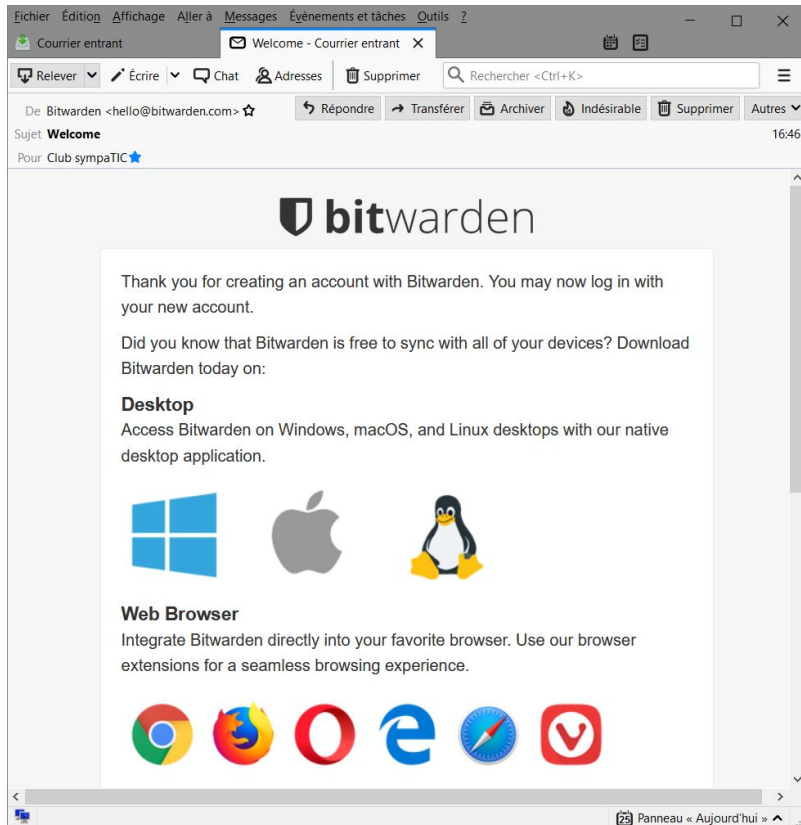 Fichier Édition Affichage Aller à Messages Évènements et tâches Outils ?
Courrier entrant
Welcome - Courrier entrant
Relever Écrire Chat Adresses Supprimer Rechercher <Ctrl+K>
De Bitwarden <hello@bitwarden.com> Répondre Transférer Archiver Indésirable Supprimer Autres
Sujet Welcome 16:46
Pour Club sympaTIC
bitwarden
Thank you for creating an account with Bitwarden. You may now log in with
your new account.
Did you know that Bitwarden is free to sync with all of your devices? Download
Bitwarden today on:
Desktop
Access Bitwarden on Windows, macOS, and Linux desktops with our native
desktop application.
Web Browser
Integrate Bitwarden directly into your favorite browser. Use our browser
extensions for a seamless browsing experience.
25 Panneau « Aujourd'hui »